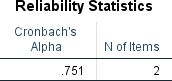 Reliability Statistics
Cronbach's
Alpha N of Items
.751 2